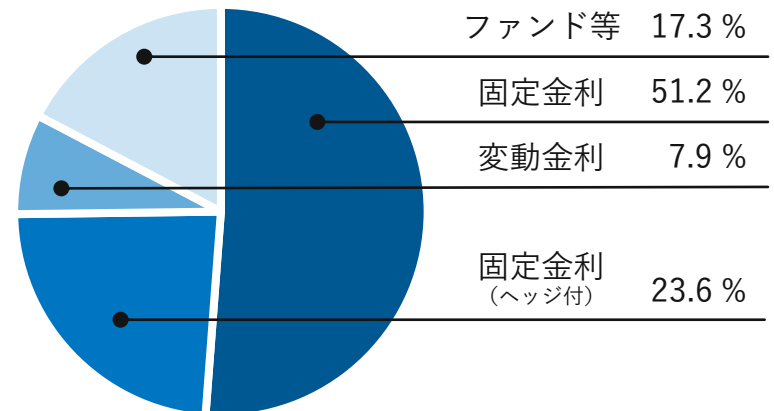 ファンド等 17.3 %
固定金利 51.2 %
変動金利 7.9 %
固定金利
（ヘッジ付） 23.6 %